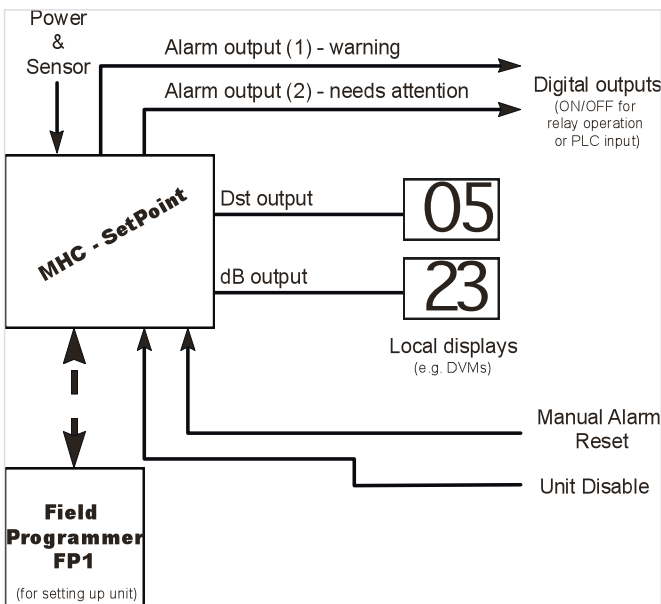 Power
&
Sensor
Alarm output (1) - warning
Alarm output (2) - needs attention
Digital outputs
(ON/OFF for
relay operation
or PLC input)
MHC - SetPoint
Dst output
05
dB output
23
Local displays
(e.g. DVMs)
Manual Alarm
Reset
Unit Disable
Field
Programmer
FP1
(for setting up unit)